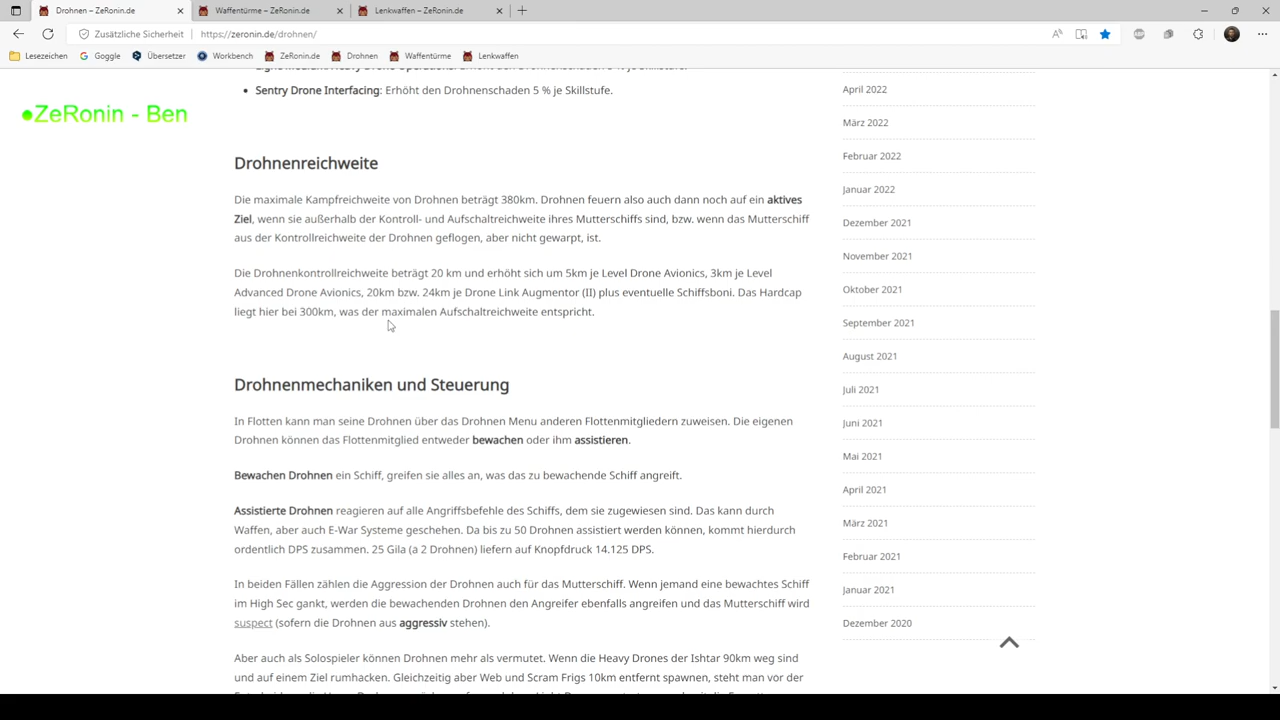 Drohnen – ZeRonin.de
Waffentürme – ZeRonin.de
Lenkwaffen – ZeRonin.de
Zusätzliche Sicherheit
https://zeronin.de/drohnen/
Lesezeichen
Goggle
Übersetzer
Workbench
ZeRonin.de
Drohnen
Waffentürme
Lenkwaffen
ZeRonin - Ben
Sentry Drone Interfacing: Erhöht den Drohnenschaden 5 % je Skillstufe.
Drohnenreichweite
Die maximale Kampfreichweite von Drohnen beträgt 380km. Drohnen feuern also auch dann noch auf ein aktives
Ziel, wenn sie außerhalb der Kontroll- und Aufschaltreichweite ihres Mutterschiffs sind, bzw. wenn das Mutterschiff
aus der Kontrollreichweite der Drohnen geflogen, aber nicht gewarpt, ist.
Die Drohnenkontrollreichweite beträgt 20 km und erhöht sich um 5km je Level Drone Avionics, 3km je Level
Advanced Drone Avionics, 20km bzw. 24km je Drone Link Augmentor (II) plus eventuelle Schiffsboni. Das Hardcap
liegt hier bei 300km, was der maximalen Aufschaltreichweite entspricht.
Drohnenmechaniken und Steuerung
In Flotten kann man seine Drohnen über das Drohnen Menu anderen Flottenmitgliedern zuweisen. Die eigenen
Drohnen können das Flottenmitglied entweder bewachen oder ihm assistieren.
Bewachen Drohnen ein Schiff, greifen sie alles an, was das zu bewachende Schiff angreift.
Assistierte Drohnen reagieren auf alle Angriffsbefehle des Schiffs, dem sie zugewiesen sind. Das kann durch
Waffen, aber auch E-War Systeme geschehen. Da bis zu 50 Drohnen assistiert werden können, kommt hierdurch
ordentlich DPS zusammen. 25 Gila (a 2 Drohnen) liefern auf Knopfdruck 14.125 DPS.
In beiden Fällen zählen die Aggression der Drohnen auch für das Mutterschiff. Wenn jemand eine bewachtes Schiff
im High Sec gankt, werden die bewachenden Drohnen den Angreifer ebenfalls angreifen und das Mutterschiff wird
suspect (sofern die Drohnen aus aggressiv stehen).
Aber auch als Solospieler können Drohnen mehr als vermutet. Wenn die Heavy Drones der Ishtar 90km weg sind
und auf einem Ziel rumhacken. Gleichzeitig aber Web und Scram Frigs 10km entfernt spawnen, steht man vor der
April 2022
März 2022
Februar 2022
Januar 2022
Dezember 2021
November 2021
Oktober 2021
September 2021
August 2021
Juli 2021
Juni 2021
Mai 2021
April 2021
März 2021
Februar 2021
Januar 2021
Dezember 2020